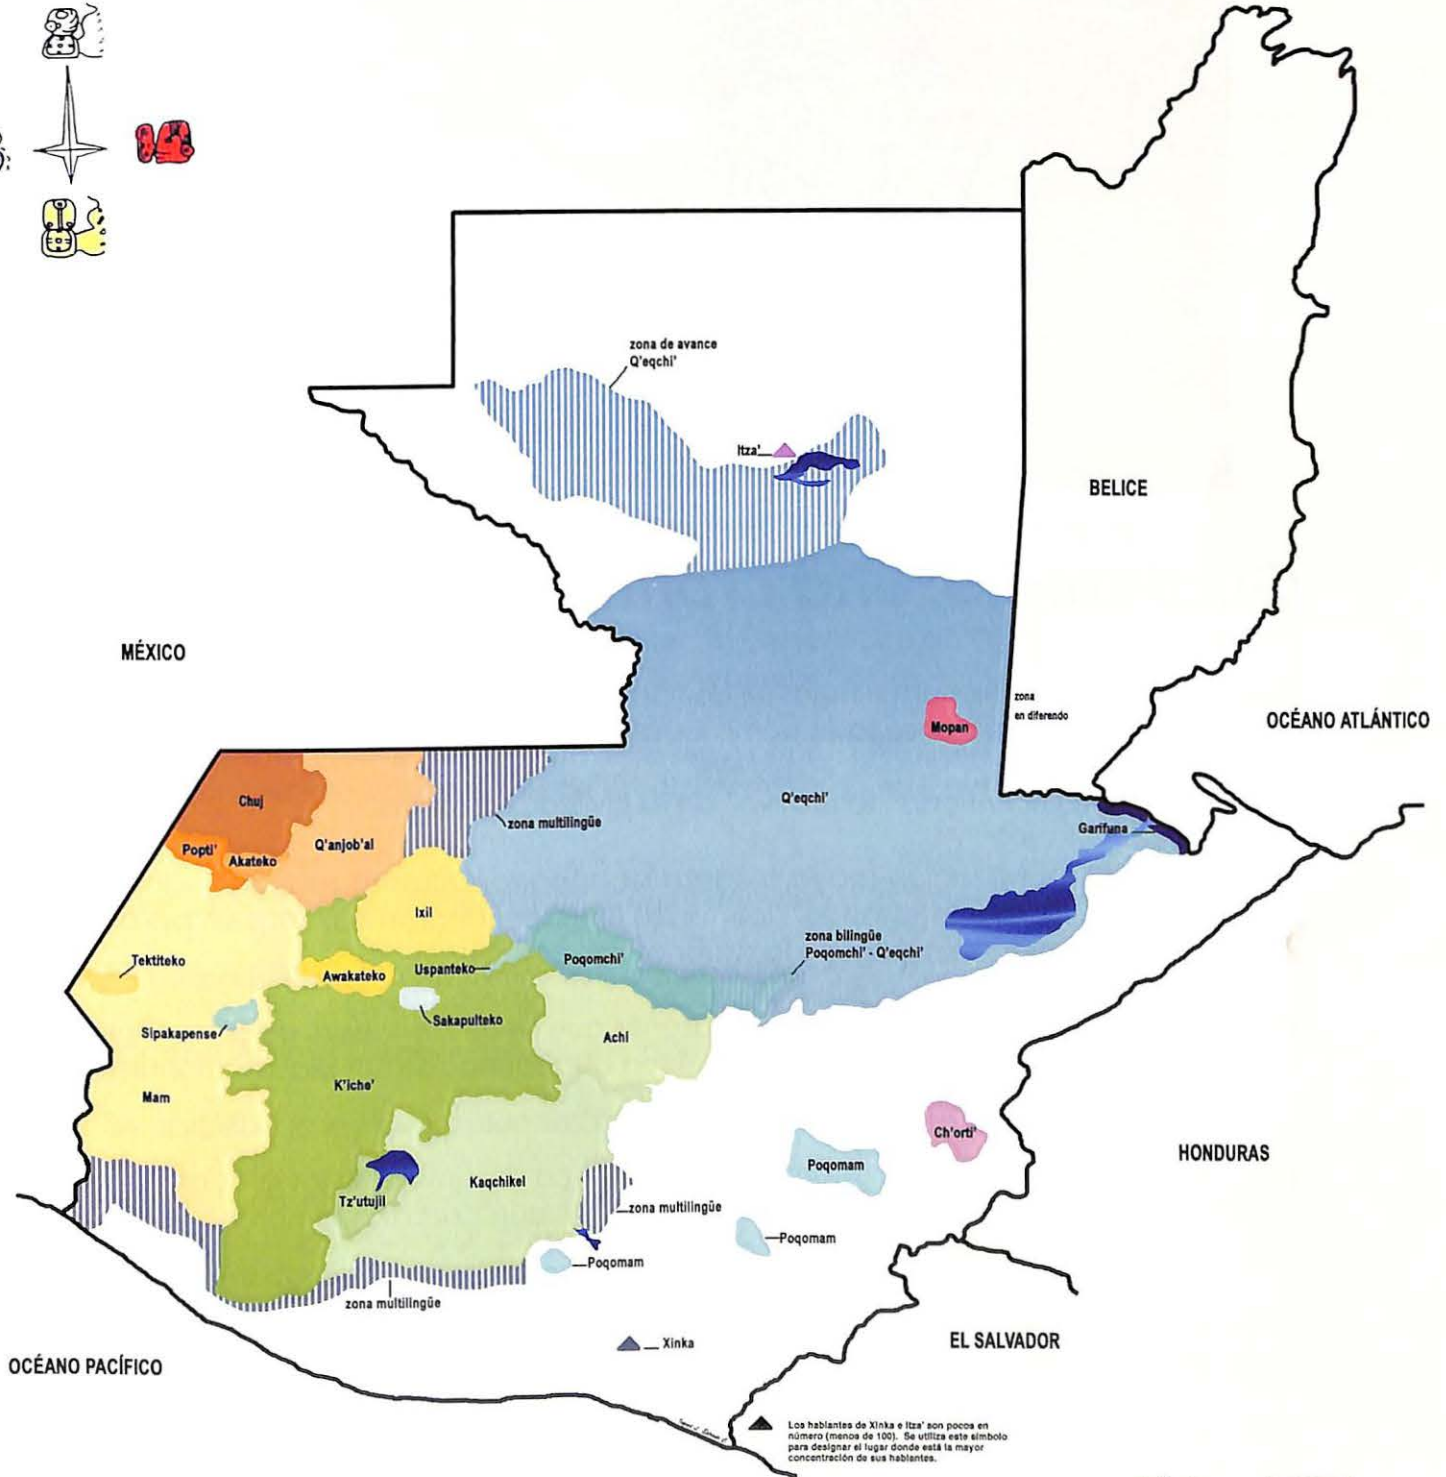 zona de avance
Q'eqchi'
Itza'
BELICE
MÉXICO
zona
en diferendo
OCÉANO ATLÁNTICO
Mopan
Chuj
Q'eqchi'
zona multilingüe
Garifuna
Popti'
Akateko
Q'anjob'al
Ixil
zona bilingüe
Poqomchi' - Q'eqchi'
Tektiteko
Awakateko
Uspanteko
Poqomchi'
Sipakapense
Sakapulteko
Achi
Mam
K'iche'
Ch'orti'
HONDURAS
Poqomam
Tz'utujil
Kaqchikel
zona multilingüe
Poqomam
Poqomam
zona multilingüe
Xinka
EL SALVADOR
OCÉANO PACÍFICO
Los hablantes de Xinka e Itza' son pocos en
número (menos de 100). Se utiliza este símbolo
para designar el lugar donde está la mayor
concentración de sus hablantes.